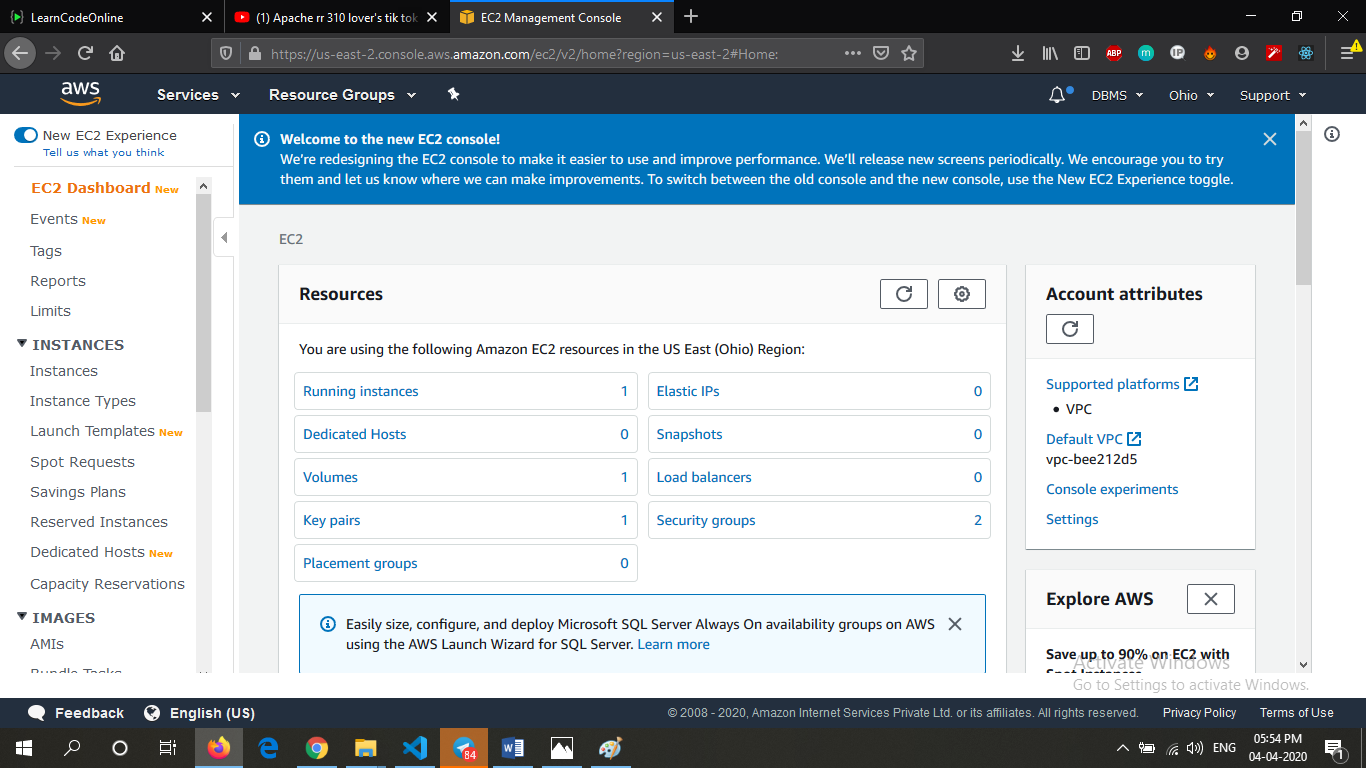 LearnCodeOnline
(1) Apache rr 310 lover's tik tok
EC2 Management Console
https://us-east-2.console.aws.amazon.com/ec2/v2/home?region=us-east-2#Home:
ABP
m
IP
aws
Services
Resource Groups
DBMS
Ohio
Support
New EC2 Experience
Tell us what you think
EC2 Dashboard New
Events New
Tags
Reports
Limits
INSTANCES
Instances
Instance Types
Launch Templates New
Spot Requests
Savings Plans
Reserved Instances
Dedicated Hosts New
Capacity Reservations
IMAGES
AMIs
Bundle Tasks
Welcome to the new EC2 console!
We're redesigning the EC2 console to make it easier to use and improve performance. We'll release new screens periodically. We encourage you to try
them and let us know where we can make improvements. To switch between the old console and the new console, use the New EC2 Experience toggle.
EC2
Resources
You are using the following Amazon EC2 resources in the US East (Ohio) Region:
Running instances 1
Elastic IPs 0
Dedicated Hosts 0
Snapshots 0
Volumes 1
Load balancers 0
Key pairs 1
Security groups 2
Placement groups 0
Easily size, configure, and deploy Microsoft SQL Server Always On availability groups on AWS
using the AWS Launch Wizard for SQL Server. Learn more
Account attributes
Supported platforms
• VPC
Default VPC
vpc-bee212d5
Console experiments
Settings
Explore AWS
Save up to 90% on EC2 with
Spot Instances
Activate Windows
Go to Settings to activate Windows.
Feedback
English (US)
© 2008 - 2020, Amazon Internet Services Private Ltd. or its affiliates. All rights reserved.
Privacy Policy
Terms of Use
84
ENG
05:54 PM
04-04-2020
1